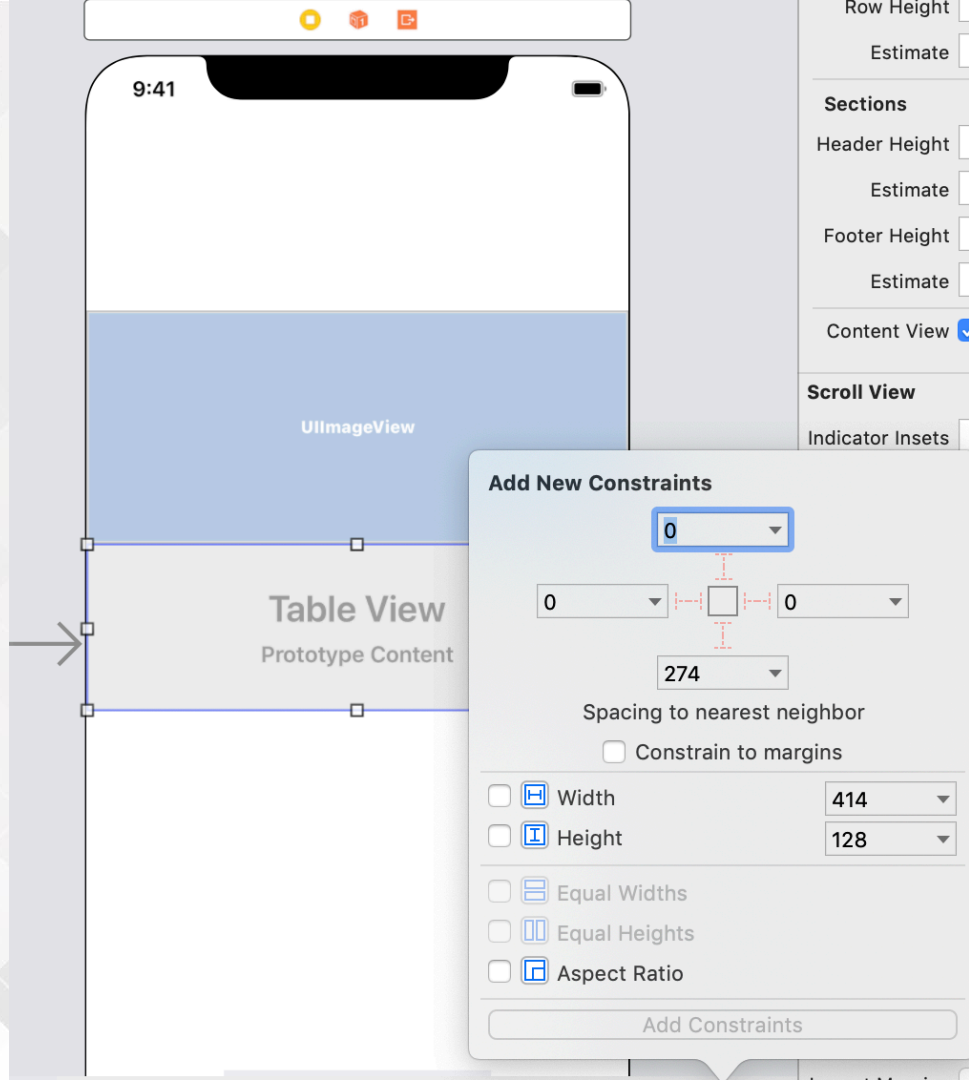 Row Height
9:41
Estimate
Sections
Header Height
Estimate
Footer Height
Estimate
Content View
Scroll View
UIImageView
Indicator Insets
Add New Constraints
0
0
0
Table View
Prototype Content
274
Spacing to nearest neighbor
Constrain to margins
Width
414
Height
128
Equal Widths
Equal Heights
Aspect Ratio
Add Constraints